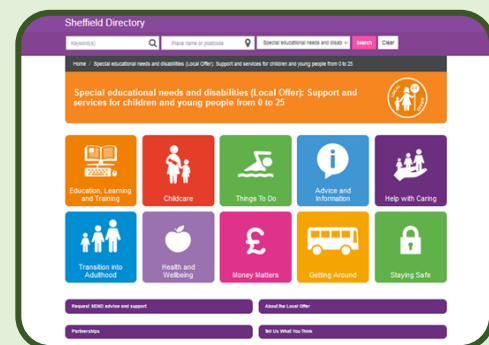 Sheffield Directory
Keyword(s)
Place name or postcode
Special educational needs and disab
Search
Clear
Home / Special educational needs and disabilities (Local Offer): Support and services for children and young people from 0 to 25
Special educational needs and disabilities (Local Offer): Support and
services for children and young people from 0 to 25
Education, Learning
and Training
Childcare
Things To Do
Advice and
Information
Help with Caring
Transition into
Adulthood
Health and
Wellbeing
£
Money Matters
Getting Around
Staying Safe
Request SEND advice and support
About the Local Offer
Partnerships
Tell Us What You Think